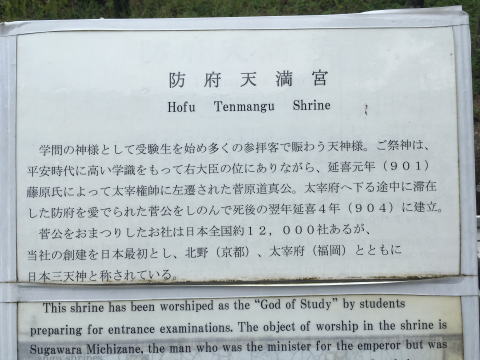 防府天満宮
Hofu Tenmangu Shrine
学問の神様として受験生を始め多くの参拝客で賑わう天神様。ご祭神は、
平安時代に高い学識をもって右大臣の位にありながら、延喜元年（９０１）
藤原氏によって太宰権帥に左遷された菅原道真公。太宰府へ下る途中に滞在
した防府を愛でられた菅公をしのんで死後の翌年延喜４年（９０４）に建立。
菅公をおまつりしたお社は日本全国約１２，０００社あるが、
当社の創建を日本最初とし、北野（京都）、太宰府（福岡）とともに
日本三天神と称されている。
This shrine has been worshiped as the “God of Study” by students
preparing for entrance examinations. The object of worship in the shrine is
Sugawara Michizane, the man who was the minister for the emperor but was